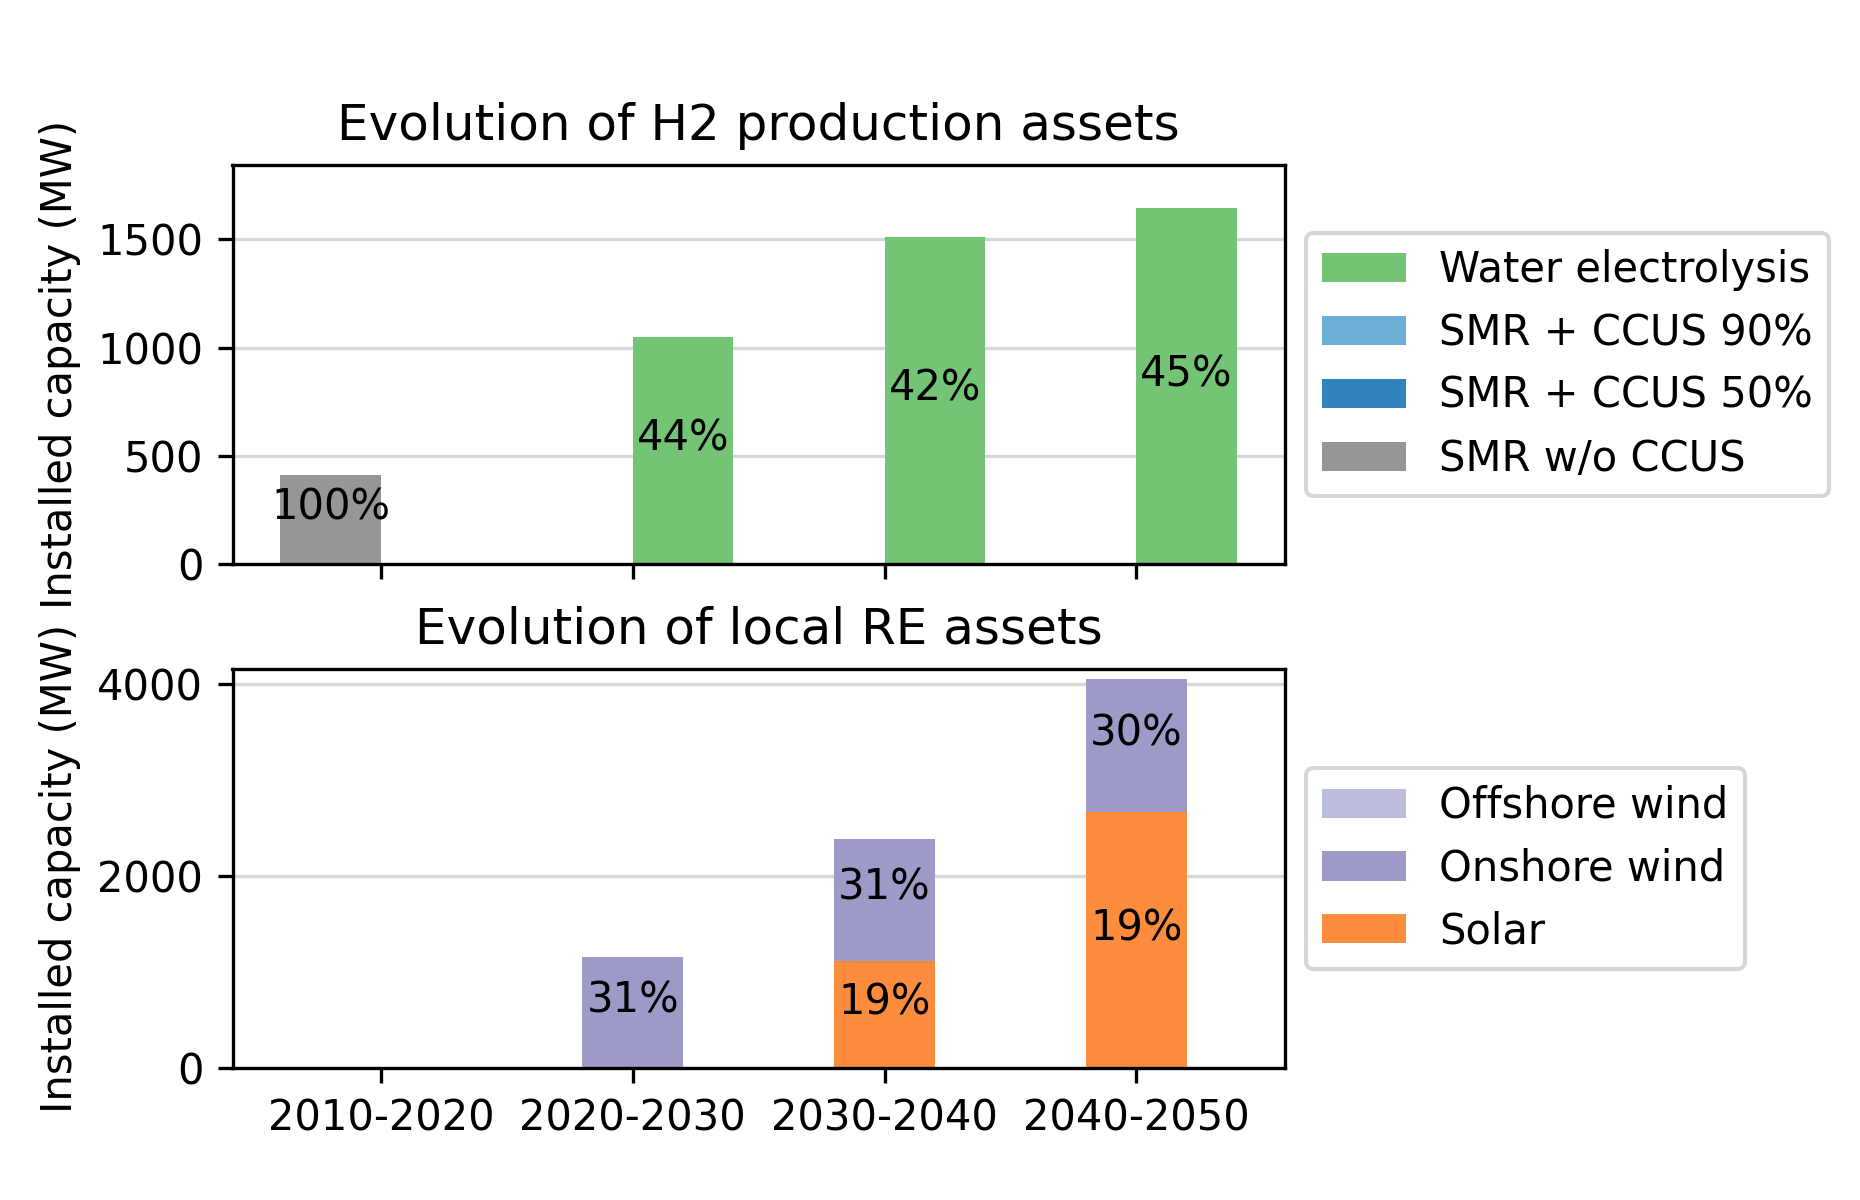 Evolution of H2 production assets
Installed capacity (MW)
1500
1000
500
0
100%
44%
42%
45%
Water electrolysis
SMR + CCUS 90%
SMR + CCUS 50%
SMR w/o CCUS
Evolution of local RE assets
Installed capacity (MW)
4000
2000
0
31%
31%
19%
30%
19%
2010-2020
2020-2030
2030-2040
2040-2050
Offshore wind
Onshore wind
Solar